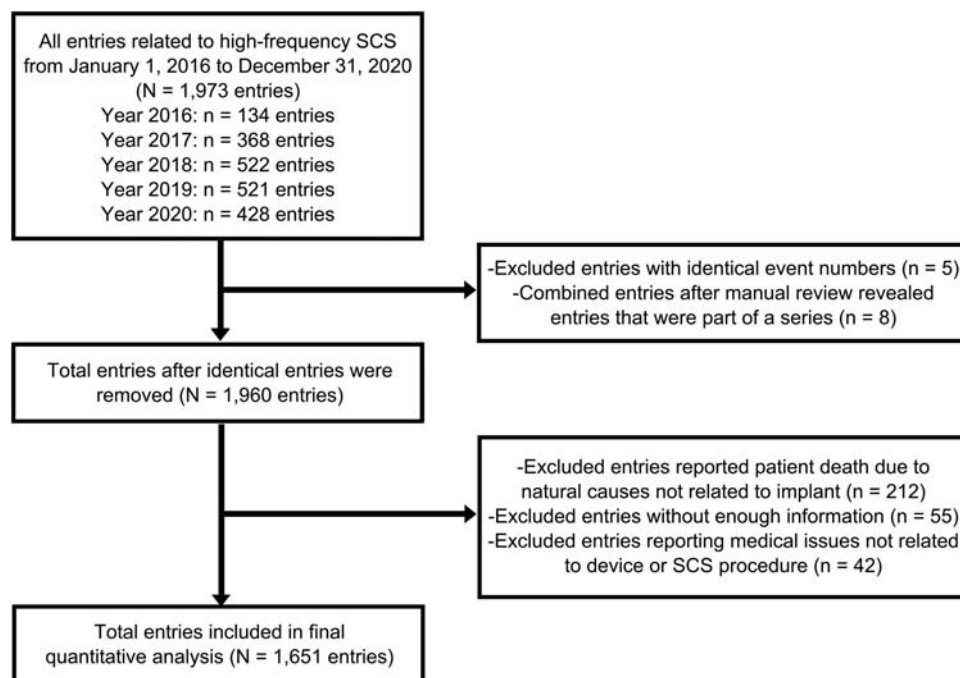 All entries related to high-frequency SCS
from January 1, 2016 to December 31, 2020
(N = 1,973 entries)
Year 2016: n = 134 entries
Year 2017: n = 368 entries
Year 2018: n = 522 entries
Year 2019: n = 521 entries
Year 2020: n = 428 entries
-Excluded entries with identical event numbers (n = 5)
-Combined entries after manual review revealed
entries that were part of a series (n = 8)
Total entries after identical entries were
removed (N = 1,960 entries)
-Excluded entries reported patient death due to
natural causes not related to implant (n = 212)
-Excluded entries without enough information (n = 55)
-Excluded entries reporting medical issues not related
to device or SCS procedure (n = 42)
Total entries included in final
quantitative analysis (N = 1,651 entries)